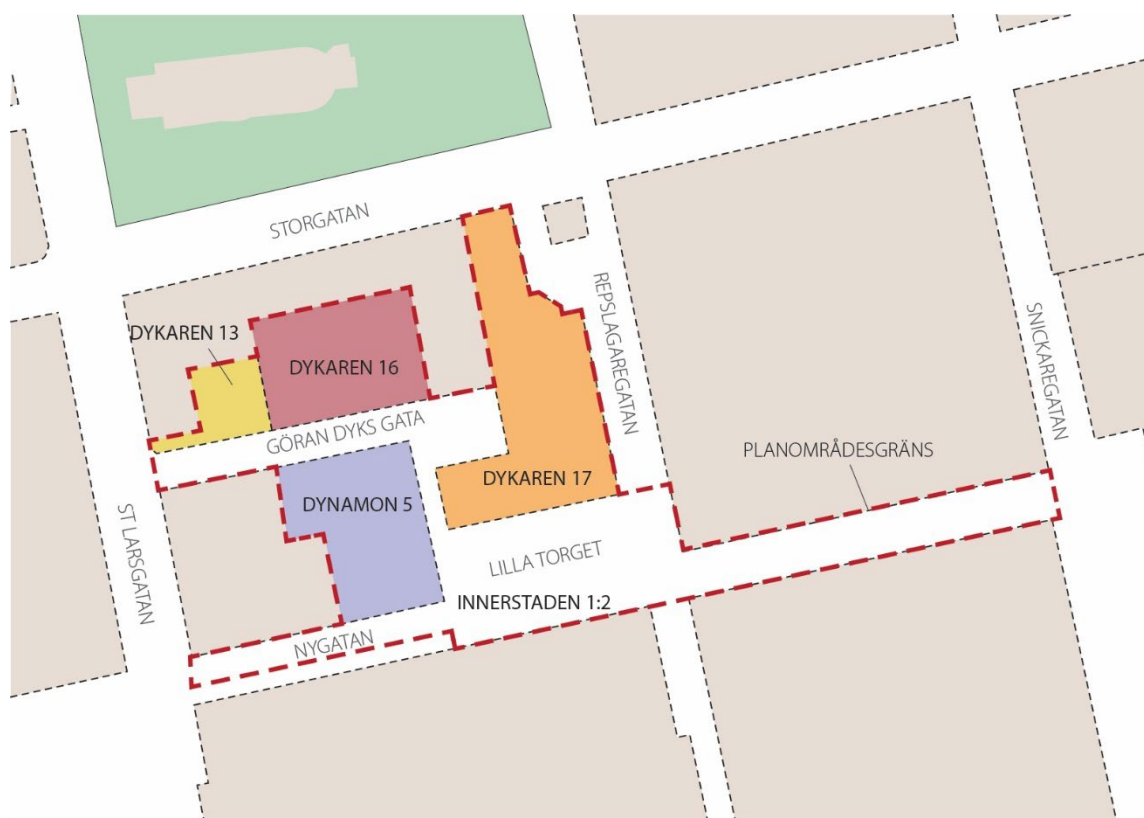 STORGATAN
REPSLAGAREGATAN
SNICKAREGATAN
DYKAREN 13
DYKAREN 16
GÖRAN DYKS GATA
PLANOMRÅDESGRÄNS
DYKAREN 17
DYNAMON 5
ST LARSGATAN
LILLA TORGET
INNERSTADEN 1:2
NYGATAN